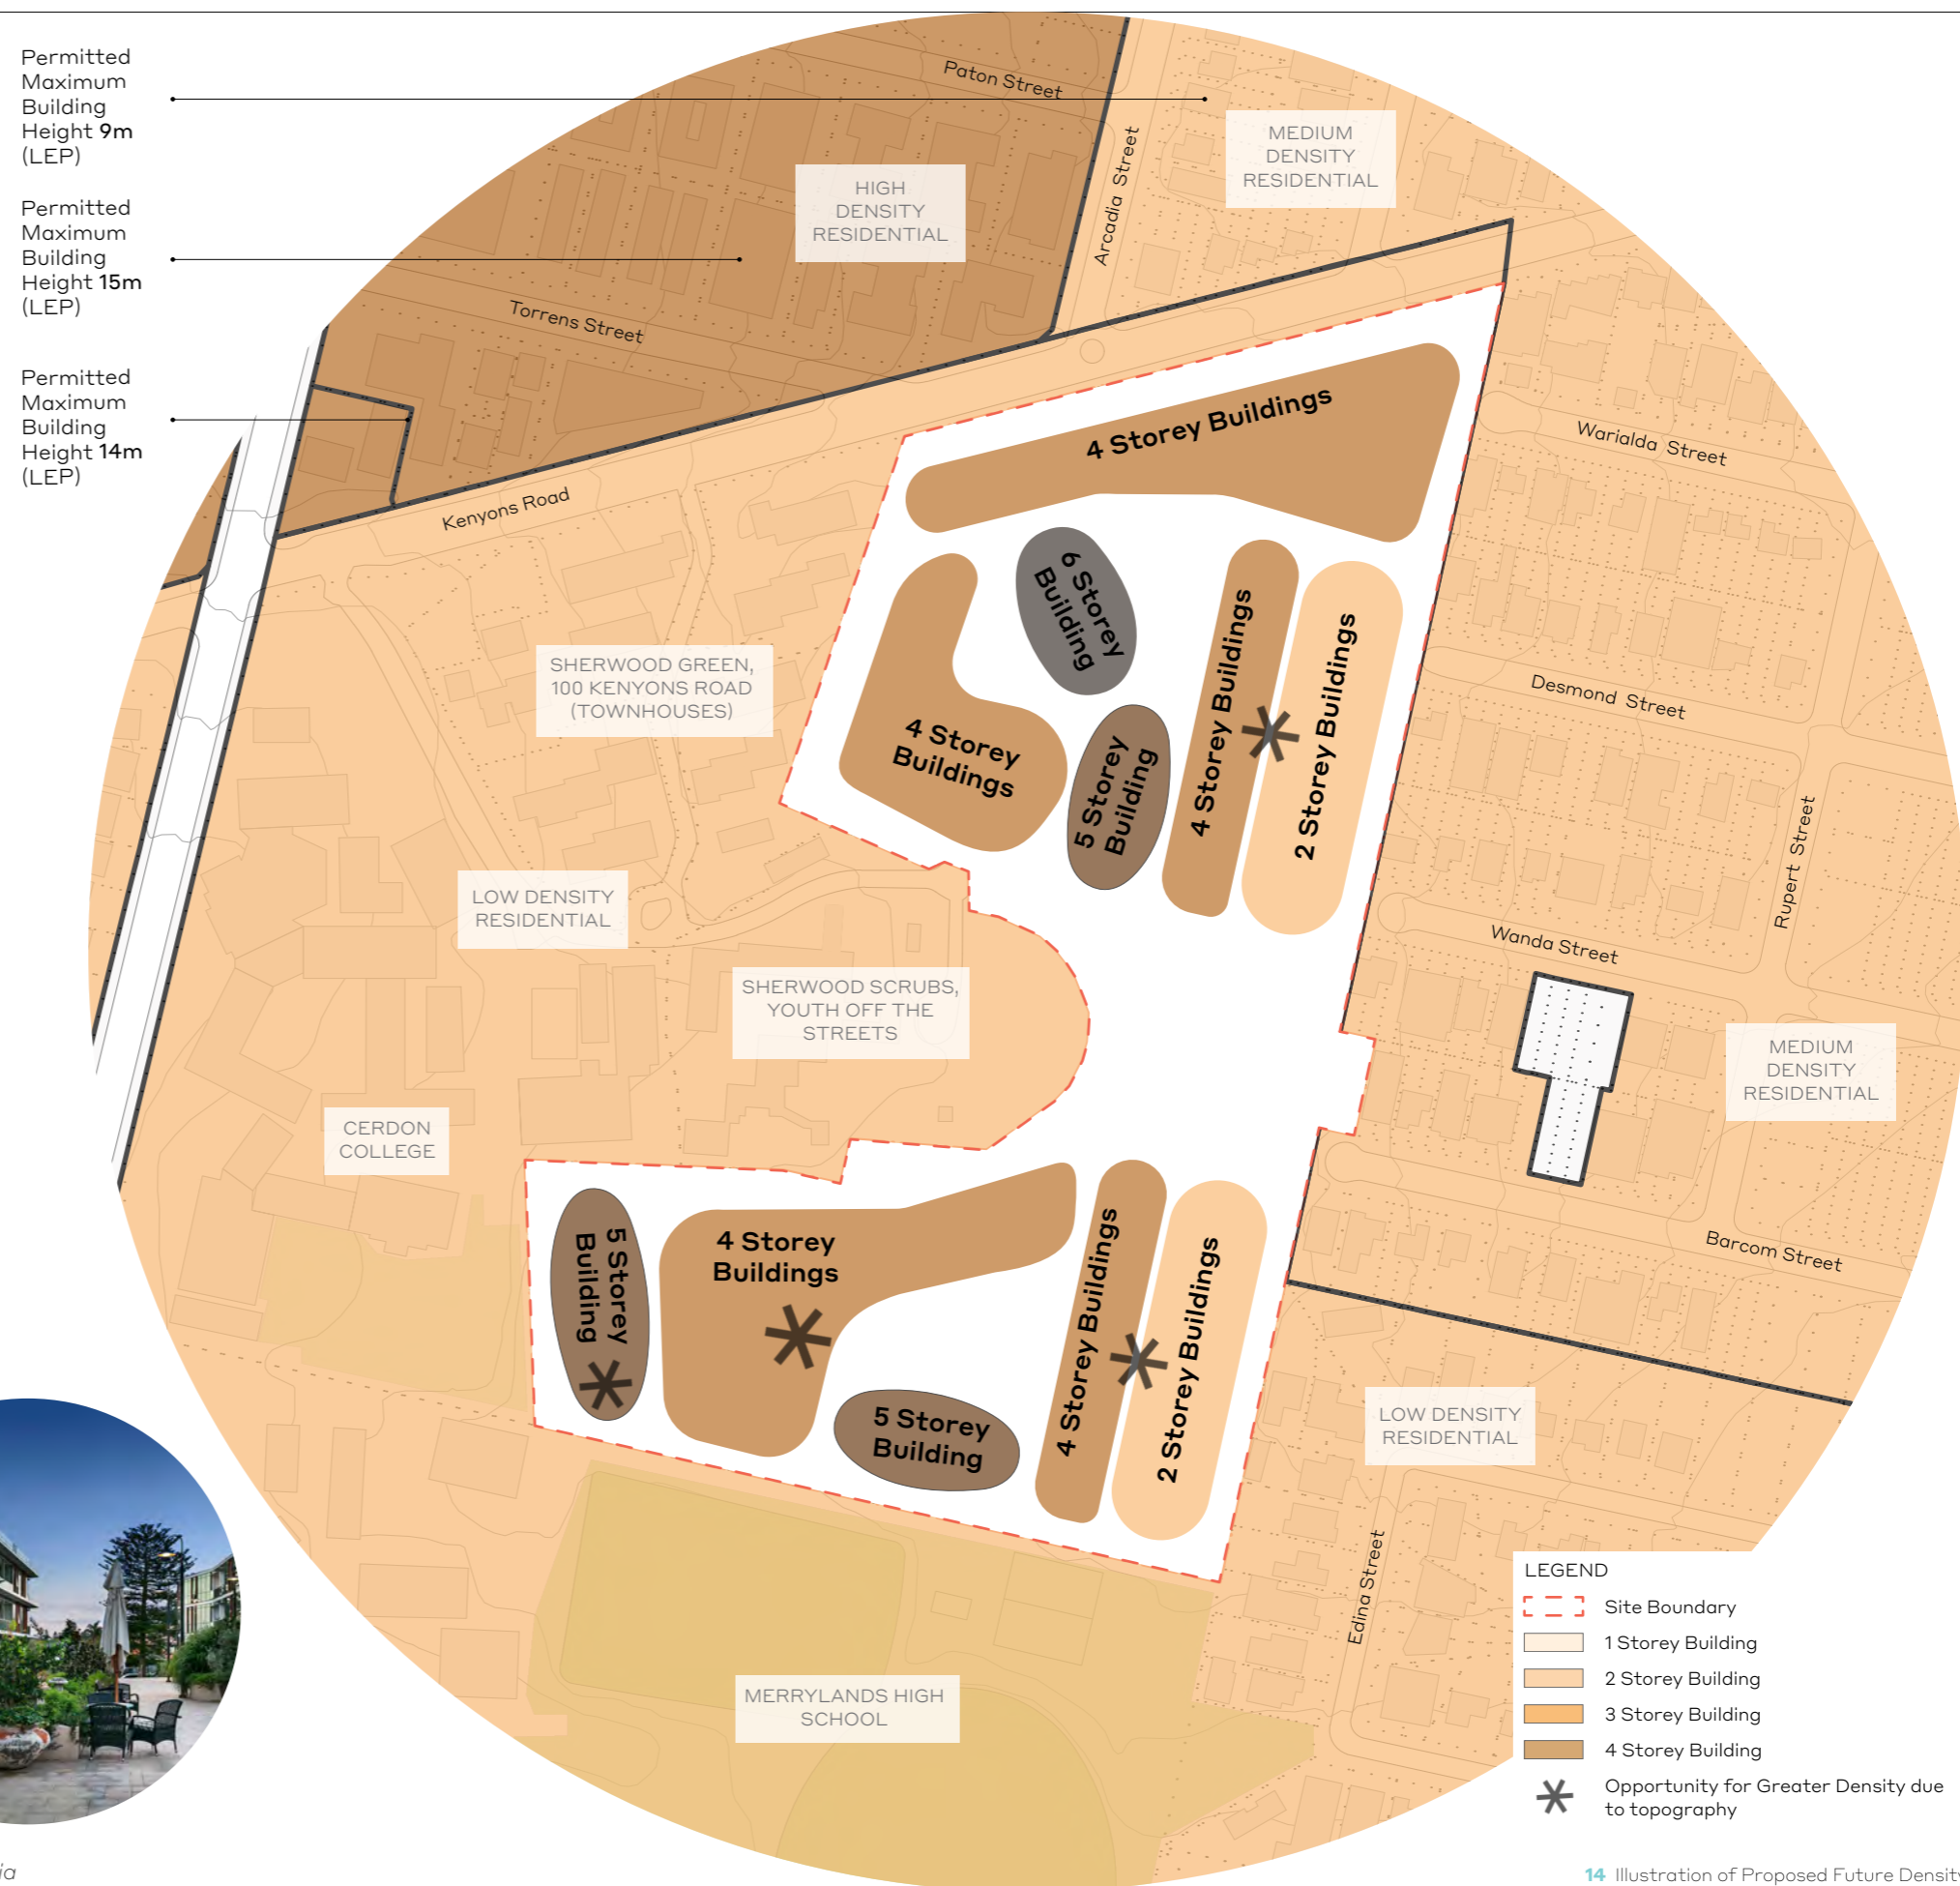 Permitted
Maximum
Building
Height 9m
(LEP)
Permitted
Maximum
Building
Height 15m
(LEP)
Permitted
Maximum
Building
Height 14m
(LEP)
Paton Street
Arcadia Street
MEDIUM
DENSITY
RESIDENTIAL
HIGH
DENSITY
RESIDENTIAL
Torrens Street
Kenyons Road
4 Storey Buildings
Warialda Street
6 Storey
Building
4 Storey Buildings
2 Storey Buildings
SHERWOOD GREEN,
100 KENYONS ROAD
(TOWNHOUSES)
Desmond Street
4 Storey
Buildings
5 Storey
Building
Rupert Street
LOW DENSITY
RESIDENTIAL
Wanda Street
SHERWOOD SCRUBS,
YOUTH OFF THE
STREETS
MEDIUM
DENSITY
RESIDENTIAL
CERDON
COLLEGE
5 Storey
Building
4 Storey
Buildings
4 Storey Buildings
2 Storey Buildings
Barcom Street
5 Storey
Building
LOW DENSITY
RESIDENTIAL
Edina Street
MERRYLANDS HIGH
SCHOOL
LEGEND
Site Boundary
1 Storey Building
2 Storey Building
3 Storey Building
4 Storey Building
Opportunity for Greater Density due
to topography
ia
14 Illustration of Proposed Future Density